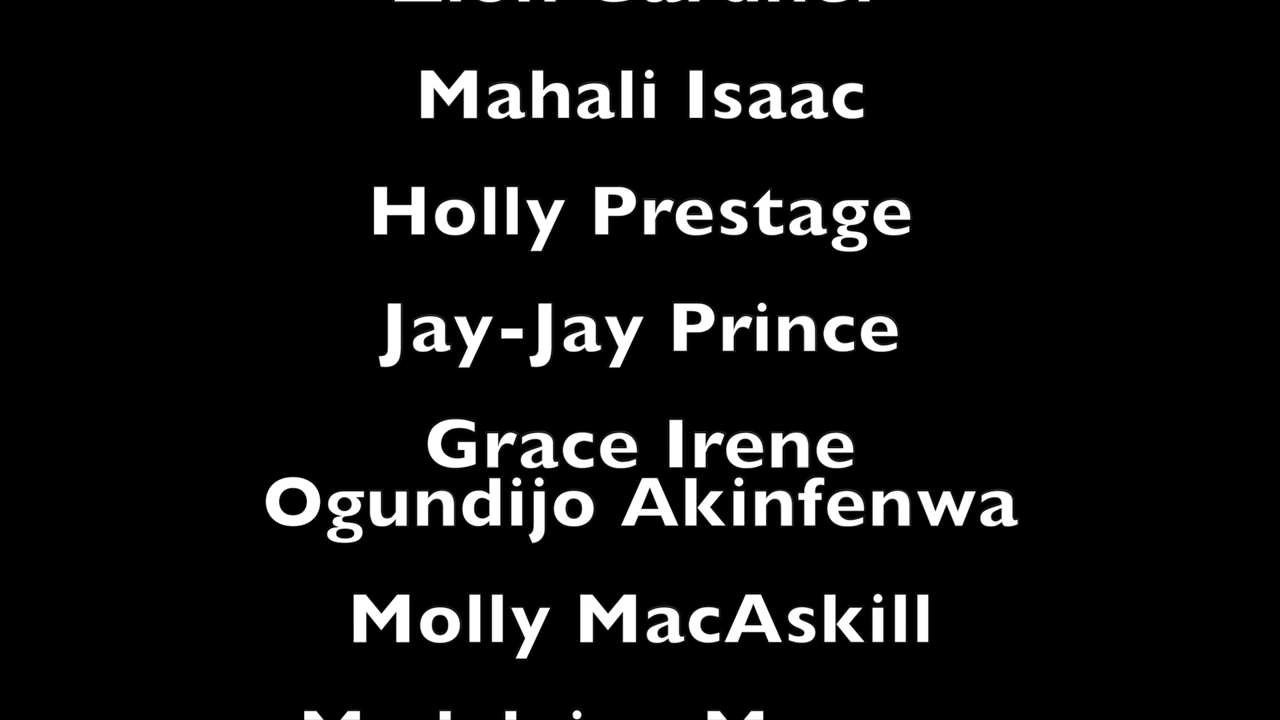 Mahali Isaac
Holly Prestage
Jay-Jay Prince
Grace Irene
Ogundijo Akinfenwa
Molly MacAskill